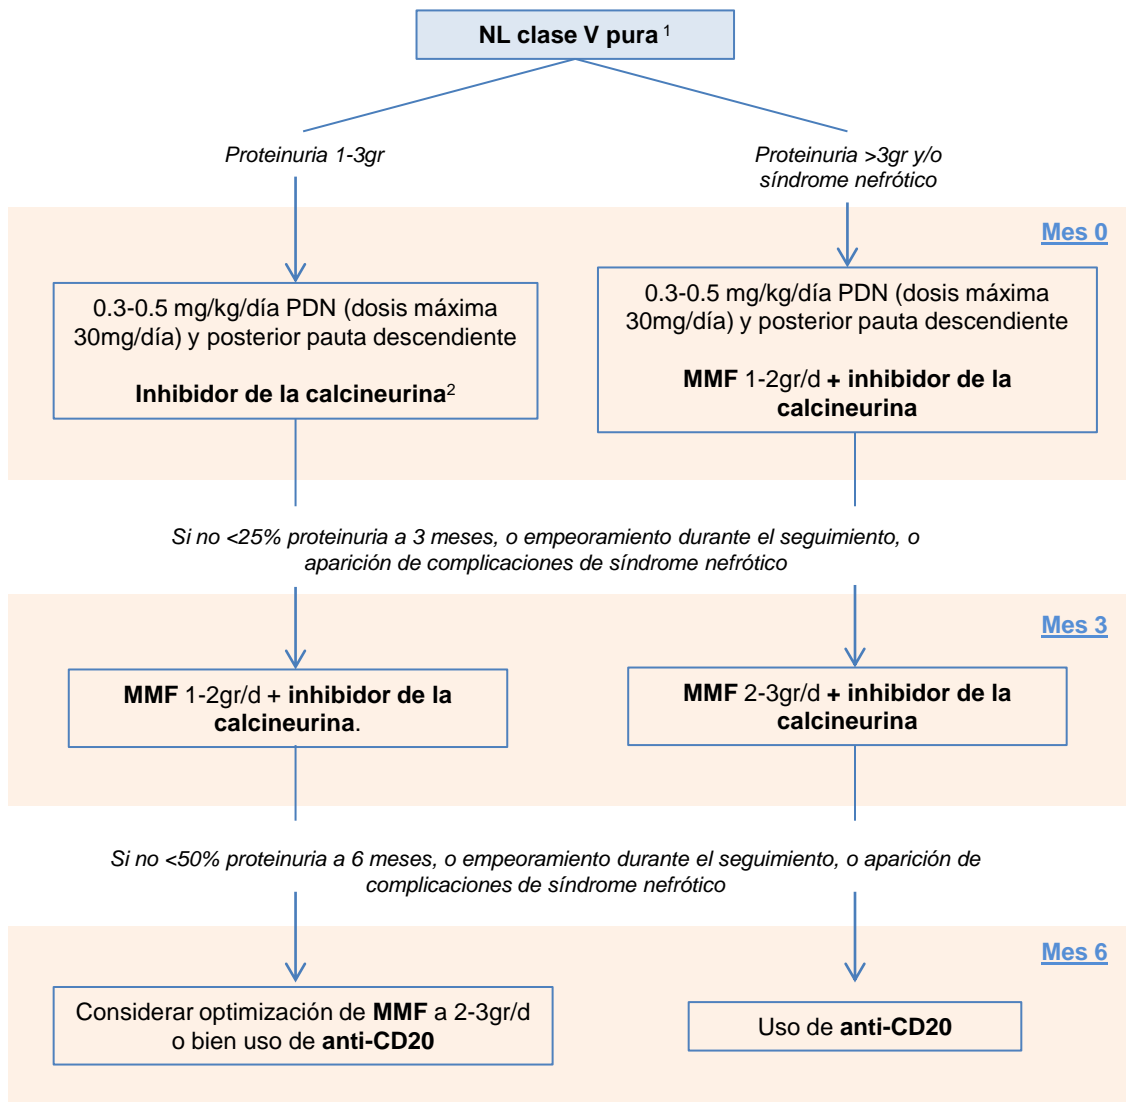 NL clase V pura 1
Proteinuria 1-3gr
Proteinuria >3gr y/o
síndrome nefrótico
Mes 0
0.3-0.5 mg/kg/día PDN (dosis máxima
30mg/día) y posterior pauta descendiente
Inhibidor de la calcineurina2
0.3-0.5 mg/kg/día PDN (dosis máxima
30mg/día) y posterior pauta descendiente
MMF 1-2gr/d + inhibidor de la
calcineurina
Si no <25% proteinuria a 3 meses, o empeoramiento durante el seguimiento, o
aparición de complicaciones de síndrome nefrótico
Mes 3
MMF 1-2gr/d + inhibidor de la
calcineurina.
MMF 2-3gr/d + inhibidor de la
calcineurina
Si no <50% proteinuria a 6 meses, o empeoramiento durante el seguimiento, o aparición de
complicaciones de síndrome nefrótico
Mes 6
Considerar optimización de MMF a 2-3gr/d
o bien uso de anti-CD20
Uso de anti-CD20